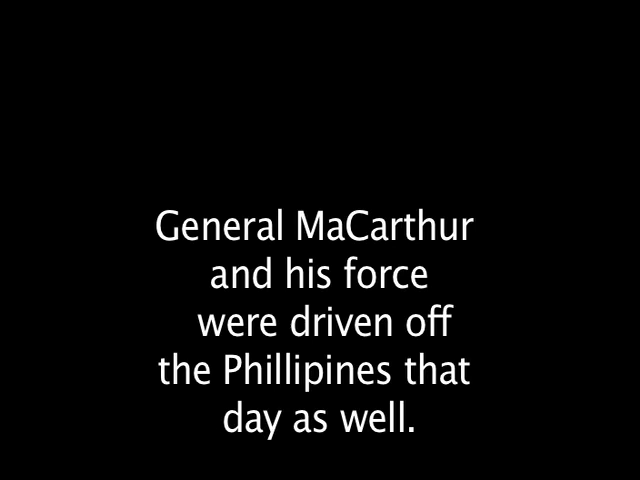 General MaCarthur
and his force
were driven off
the Phillipines that
day as well.